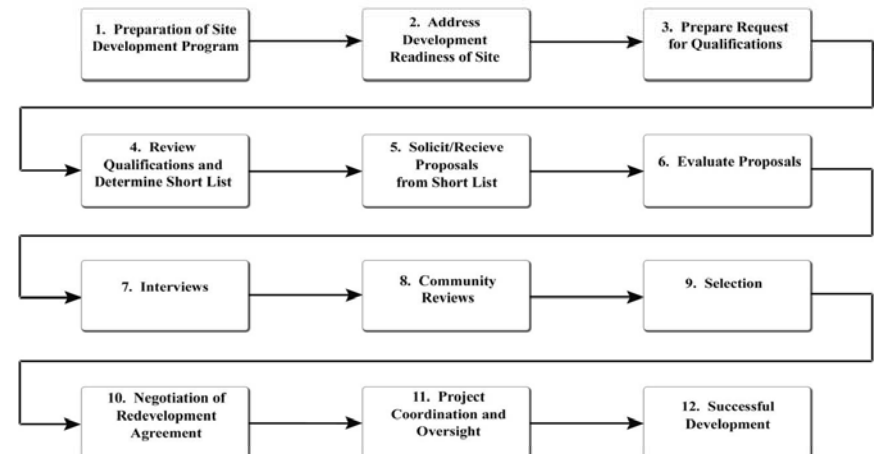 1. Preparation of Site
Development Program
2. Address
Development
Readiness of Site
3. Prepare Request
for Qualifications
4. Review
Qualifications and
Determine Short List
5. Solicit/Recieve
Proposals
from Short List
6. Evaluate Proposals
7. Interviews
8. Community
Reviews
9. Selection
10. Negotiation of
Redevelopment
Agreement
11. Project
Coordination and
Oversight
12. Successful
Development